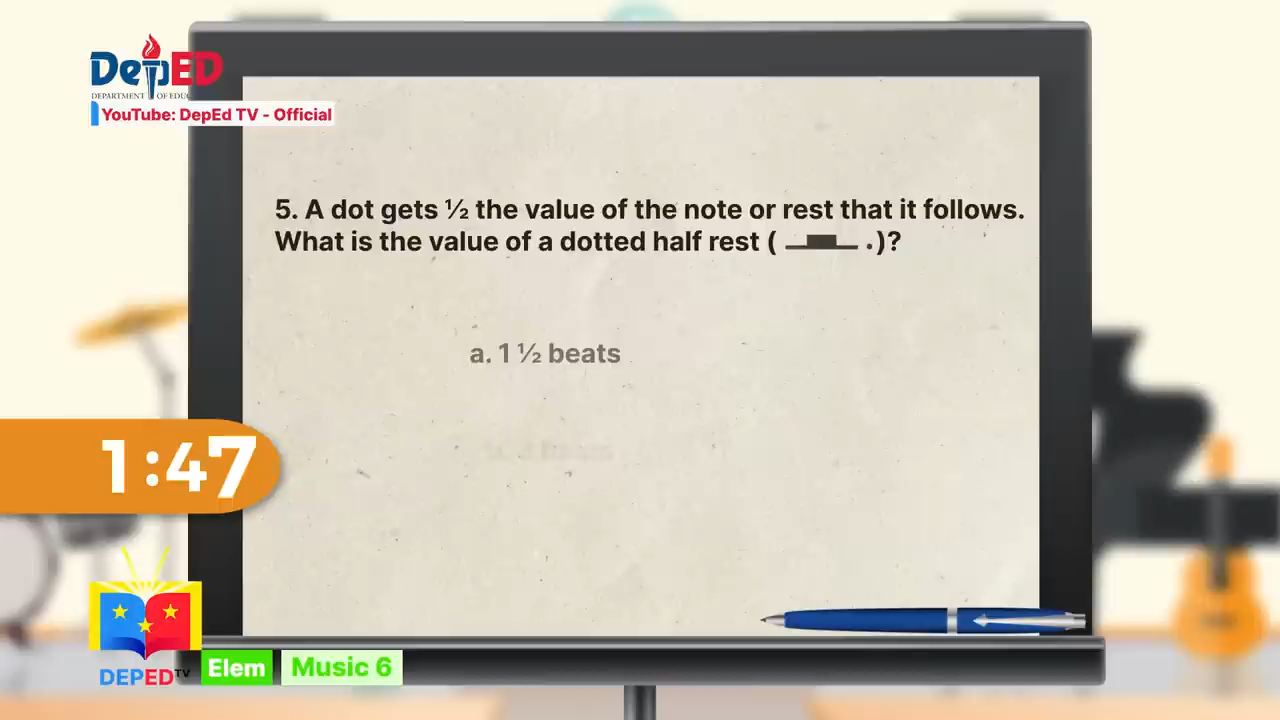 DepED
DEPARTMENT OF EDUC
YouTube: DepEd TV - Official
5. A dot gets ½ the value of the note or rest that it follows.
What is the value of a dotted half rest ( .)?
a. 1 ½ beats
1:47
DEPED TV
Elem
Music 6